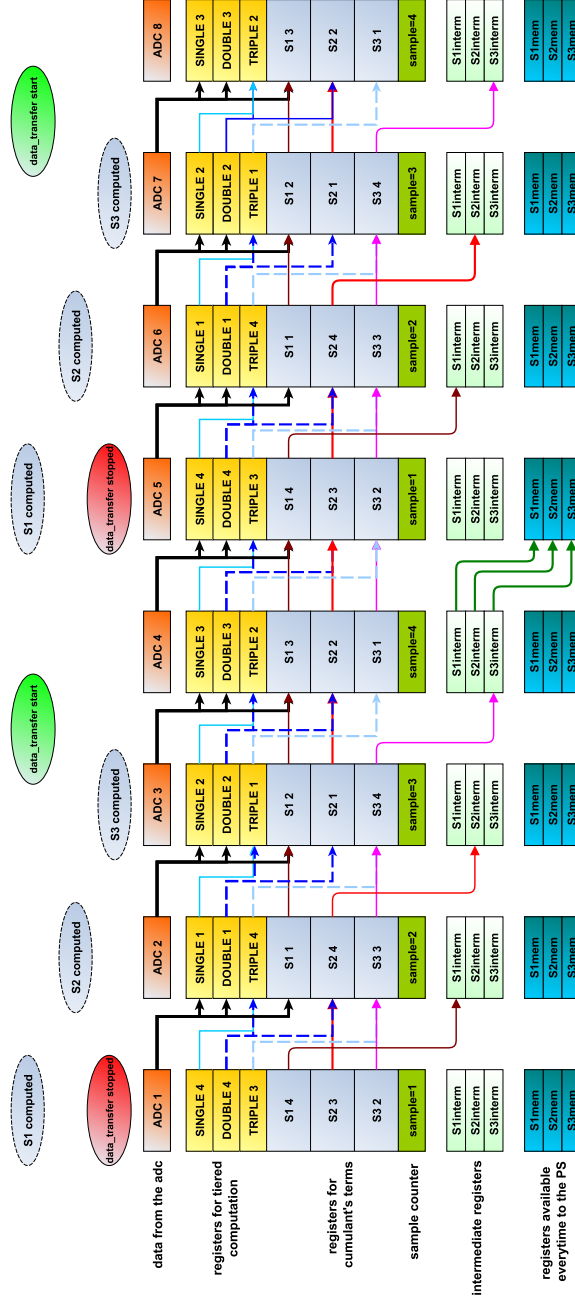 S1 computed
data_transfer start
S1 computed
data_transfer start
S2 computed
S2 computed
data_transfer stopped
S3 computed
data_transfer stopped
S3 computed
data from the adc
ADC 1
ADC 2
ADC 3
ADC 4
ADC 5
ADC 6
ADC 7
ADC 8
registers for tiered
computation
SINGLE 4
DOUBLE 4
TRIPLE 3
SINGLE 1
DOUBLE 1
TRIPLE 4
SINGLE 2
DOUBLE 2
TRIPLE 1
SINGLE 3
DOUBLE 3
TRIPLE 2
SINGLE 4
DOUBLE 4
TRIPLE 3
SINGLE 1
DOUBLE 1
TRIPLE 4
SINGLE 2
DOUBLE 2
TRIPLE 1
SINGLE 3
DOUBLE 3
TRIPLE 2
registers for
cumulant's terms
S1 4
S2 3
S3 2
S1 1
S2 4
S3 3
S1 2
S2 1
S3 4
S1 3
S2 2
S3 1
S1 4
S2 3
S3 2
S1 1
S2 4
S3 3
S1 2
S2 1
S3 4
S1 3
S2 2
S3 1
sample counter
sample=1
sample=2
sample=3
sample=4
sample=1
sample=2
sample=3
sample=4
intermediate registers
S1interm
S2interm
S3interm
S1interm
S2interm
S3interm
S1interm
S2interm
S3interm
S1interm
S2interm
S3interm
S1interm
S2interm
S3interm
S1interm
S2interm
S3interm
S1interm
S2interm
S3interm
S1interm
S2interm
S3interm
registers available
everytime to the PS
S1mem
S2mem
S3mem
S1mem
S2mem
S3mem
S1mem
S2mem
S3mem
S1mem
S2mem
S3mem
S1mem
S2mem
S3mem
S1mem
S2mem
S3mem
S1mem
S2mem
S3mem
S1mem
S2mem
S3mem